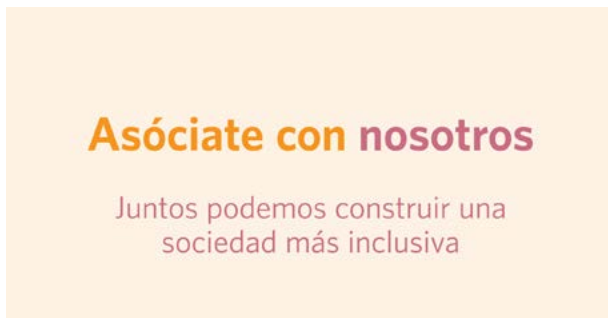 Asóciate con nosotros
Juntos podemos construir una
sociedad más inclusiva